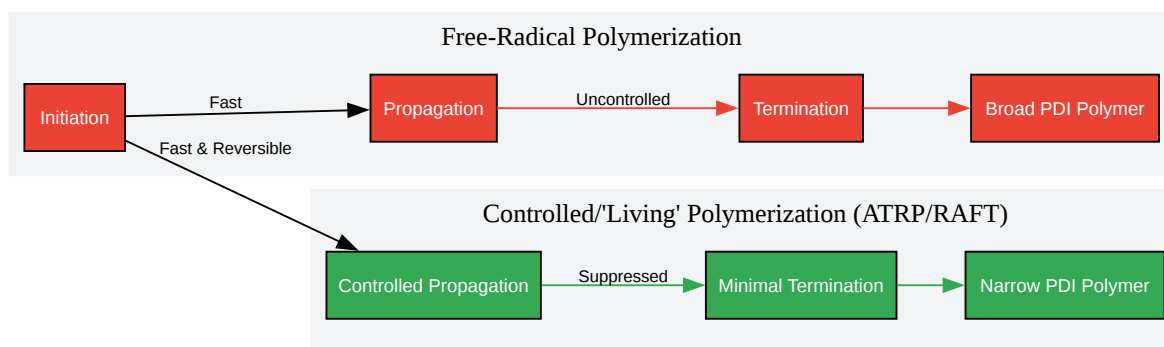 Free-Radical Polymerization
Initiation
Fast
Propagation
Uncontrolled
Termination
Broad PDI Polymer
Fast & Reversible
Controlled/'Living' Polymerization (ATRP/RAFT)
Controlled Propagation
Suppressed
Minimal Termination
Narrow PDI Polymer